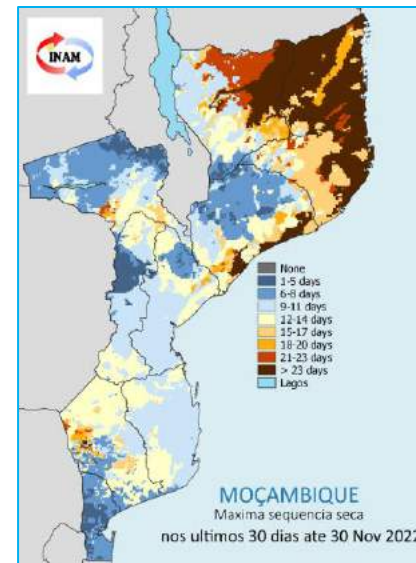 INAM
None
1-5 days
6-8 days
9-11 days
12-14 days
15-17 days
18-20 days
21-23 days
> 23 days
Lagos
MOÇAMBIQUE
Maxima sequencia seca
nos ultimos 30 dias ate 30 Nov 2022